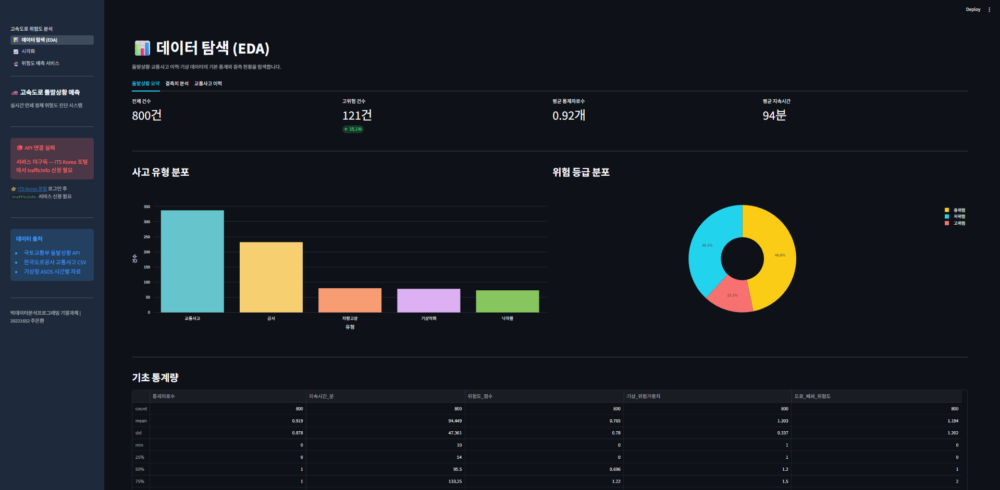 Deploy
고속도로 위험도 분석
데이터 탐색 (EDA)
시각화
위험도 예측 서비스
고속도로 돌발상황 예측
실시간 연쇄 정체 위험도 진단 시스템
API 연결 실패
서비스 미구독 — ITS Korea 포털
에서 trafficInfo 신청 필요
ITS Korea 포털 로그인 후
trafficInfo 서비스 신청 필요
데이터 출처
국토교통부 돌발상황 API
한국도로공사 교통사고 CSV
기상청 ASOS 시간별 자료
빅데이터분석프로그래밍 기말과제 |
20221652 주은환
데이터 탐색 (EDA)
돌발상황·교통사고 이력·기상 데이터의 기본 통계와 결측 현황을 탐색합니다.
돌발상황 요약 결측치 분석 교통사고 이력
전체 건수
800건
고위험 건수
121건
↑ 15.1%
평균 통제차로수
0.92개
평균 지속시간
94분
사고 유형 분포
350
300
250
200
150
100
50
0
건수
교통사고 공사 차량고장 기상악화 낙하물
유형
위험 등급 분포
38.1%
46.8%
15.1%
중위험
저위험
고위험
기초 통계량
통제차로수 지속시간_분 위험도_점수 기상_위험가중치 도로_폐쇄_위험도
count 800 800 800 800 800
mean 0.919 94.449 0.765 1.303 1.194
std 0.878 47.361 0.78 0.337 1.202
min 0 10 0 1 0
25% 0 54 0 1 0
50% 1 95.5 0.696 1.2 1
75% 1 133.25 1.22 1.5 2